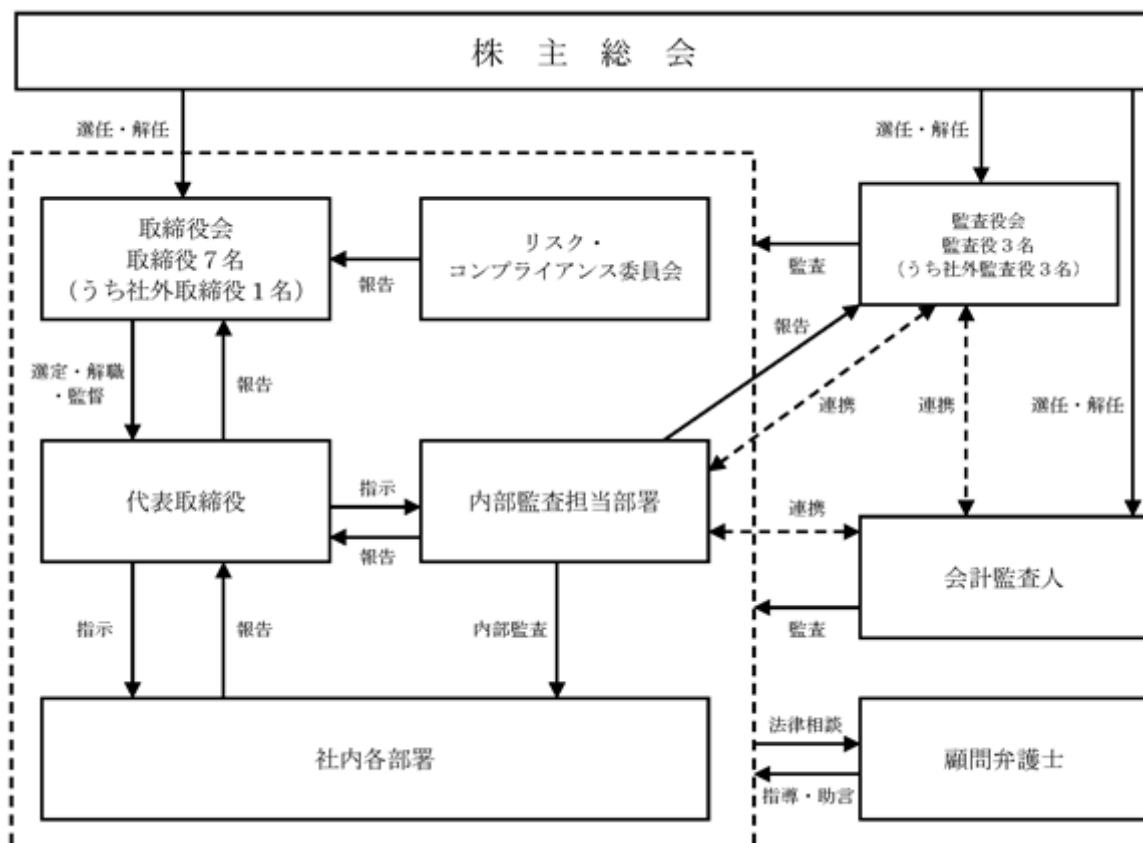 株主総会
選任・解任
選任・解任
取締役会
取締役７名
（うち社外取締役１名）
報告
リスク・
コンプライアンス委員会
監査
監査役会
監査役３名
（うち社外監査役３名）
選定・解職
・監督
報告
報告
連携
連携
選任・解任
代表取締役
指示
報告
内部監査担当部署
連携
会計監査人
監査
指示
報告
内部監査
社内各部署
法律相談
指導・助言
顧問弁護士